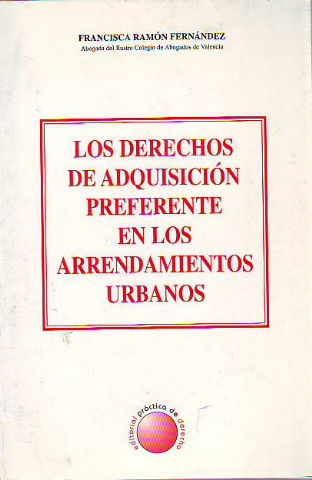 FRANCISCA RAMÓN FERNÁNDEZ
Abogada del Ilustre Colegio de Abogados de Valencia
LOS DERECHOS
DE ADQUISICIÓN
PREFERENTE
EN LOS
ARRENDAMIENTOS
URBANOS
editorial práctica de derecho